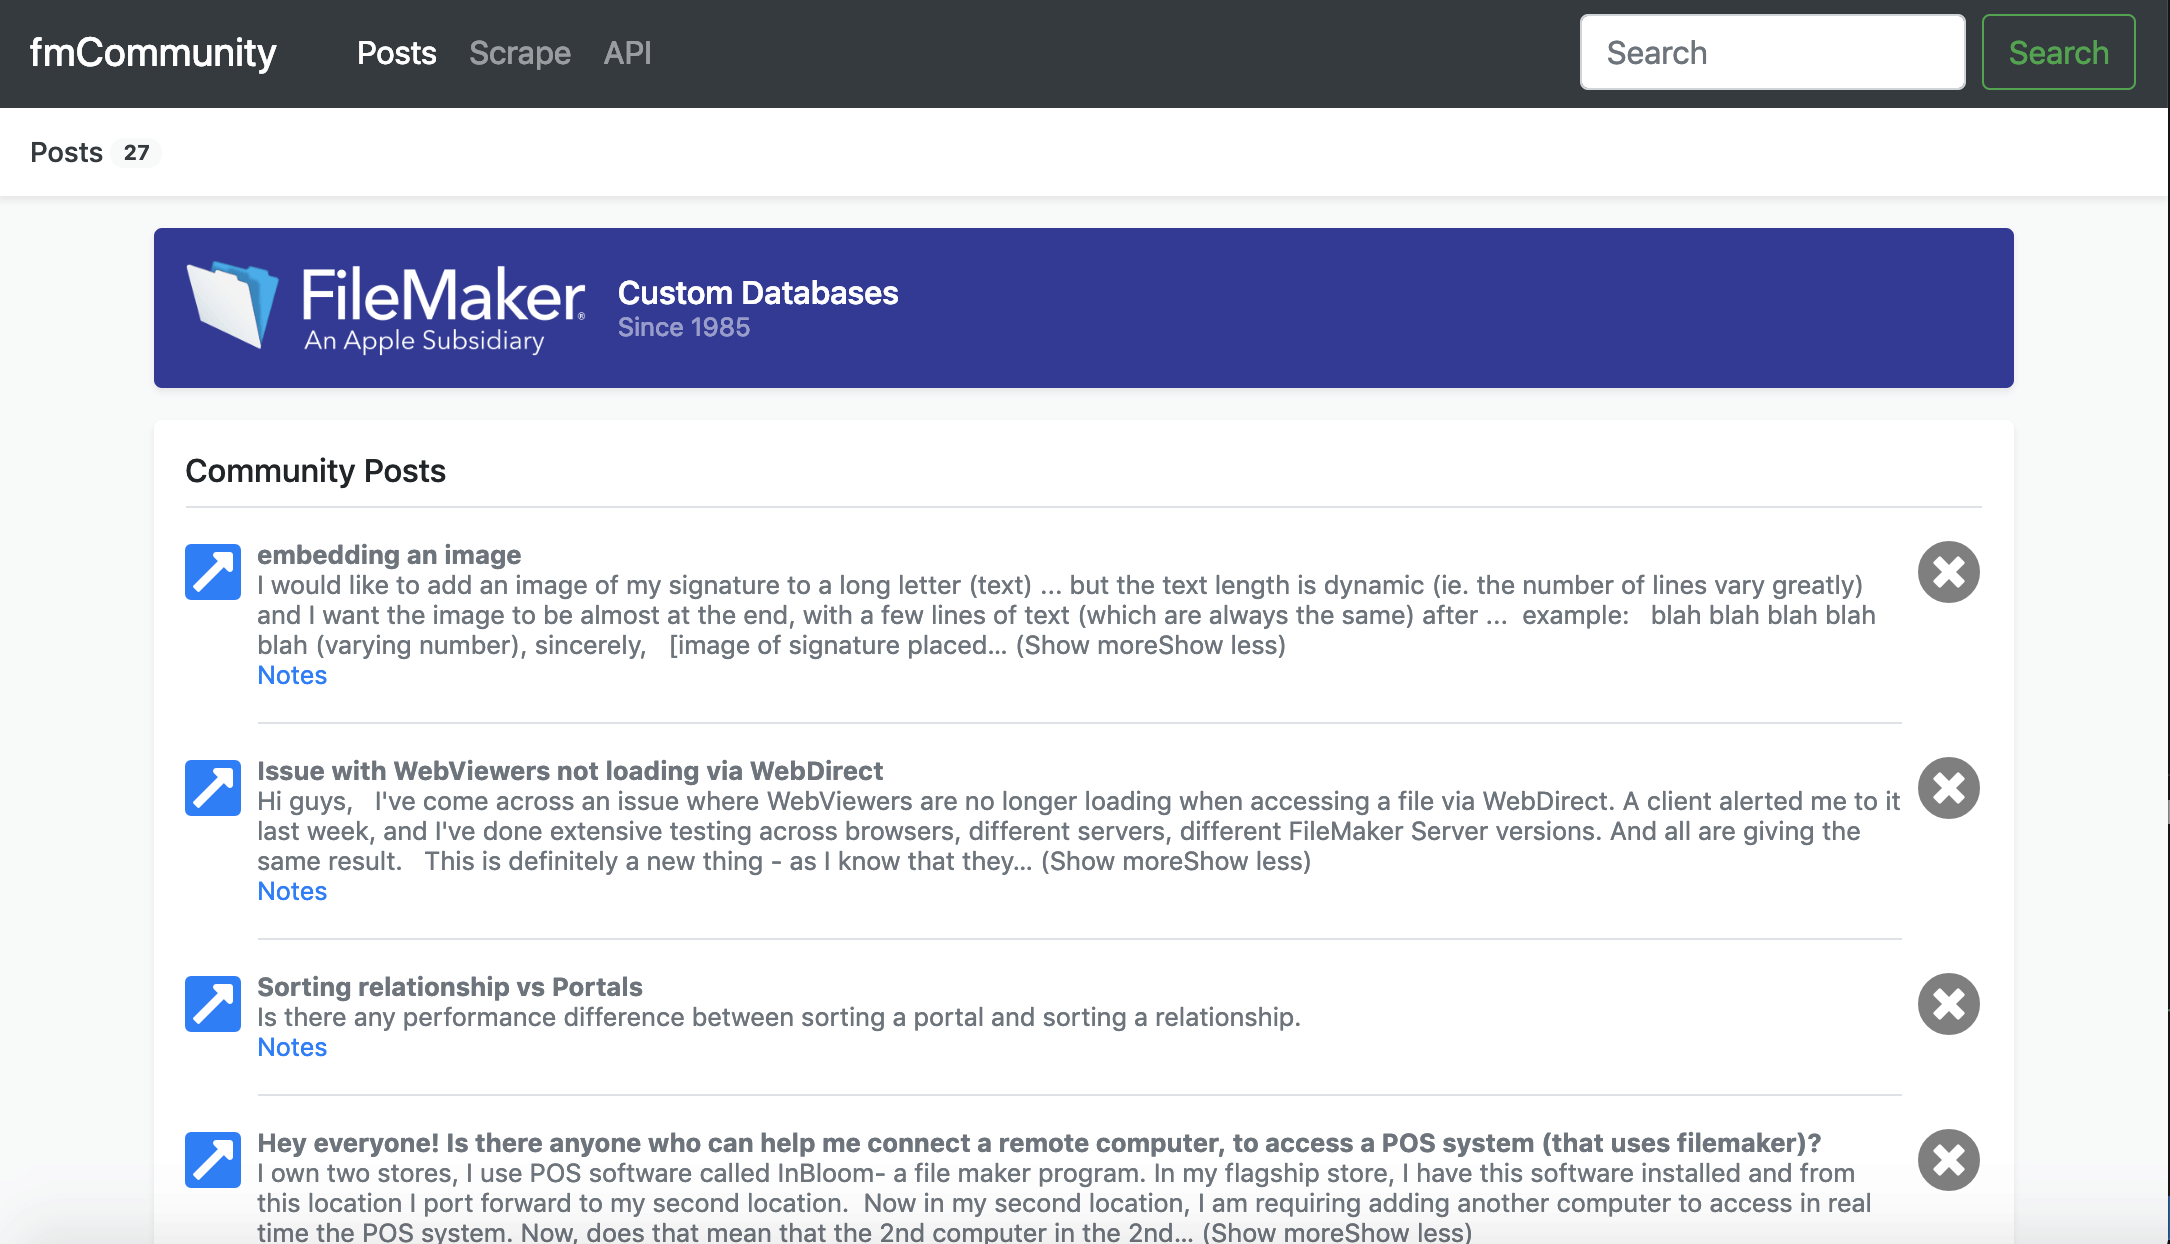 fmCommunity Posts Scrape API Search Search
Posts 27
FileMaker®
An Apple Subsidiary
Custom Databases
Since 1985
Community Posts
embedding an image
I would like to add an image of my signature to a long letter (text) ... but the text length is dynamic (ie. the number of lines vary greatly)
and I want the image to be almost at the end, with a few lines of text (which are always the same) after ... example: blah blah blah blah
blah (varying number), sincerely, [image of signature placed... (Show moreShow less)
Notes
Issue with WebViewers not loading via WebDirect
Hi guys, I've come across an issue where WebViewers are no longer loading when accessing a file via WebDirect. A client alerted me to it
last week, and I've done extensive testing across browsers, different servers, different FileMaker Server versions. And all are giving the
same result. This is definitely a new thing - as I know that they... (Show moreShow less)
Notes
Sorting relationship vs Portals
Is there any performance difference between sorting a portal and sorting a relationship.
Notes
Hey everyone! Is there anyone who can help me connect a remote computer, to access a POS system (that uses filemaker)?
I own two stores, I use POS software called InBloom- a file maker program. In my flagship store, I have this software installed and from
this location I port forward to my second location. Now in my second location, I am requiring adding another computer to access in real
time the POS system. Now, does that mean that the 2nd computer in the 2nd... (Show moreShow less)